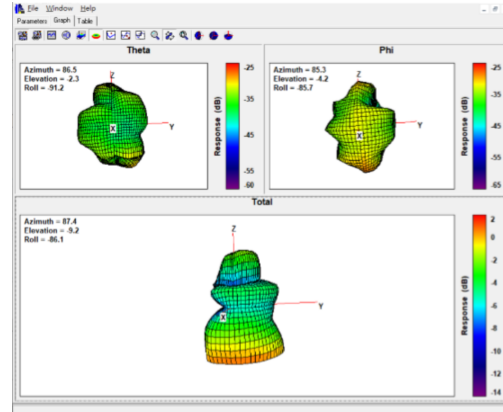 File Window Help
Parameters Graph Table
Theta
Azimuth = 86.5
Elevation = -2.3
Roll = -91.2
Z
Y
X
Response (dB)
-25
-35
-45
-55
-60
Phi
Azimuth = 85.3
Elevation = -4.2
Roll = -85.7
Z
Y
X
Response (dB)
-25
-35
-45
-55
-65
Total
Azimuth = 87.4
Elevation = -9.2
Roll = -86.1
Z
Y
X
Response (dB)
2
0
-2
-4
-6
-8
-10
-12
-14